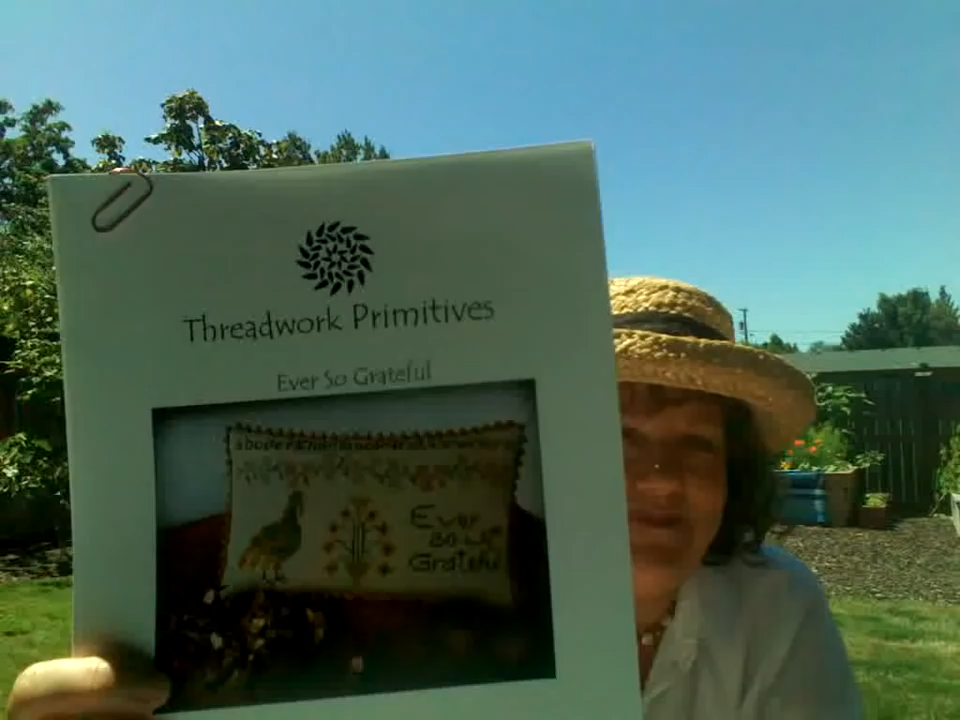 Threadwork Primitives
Ever So Grateful
Ever
So
Grateful